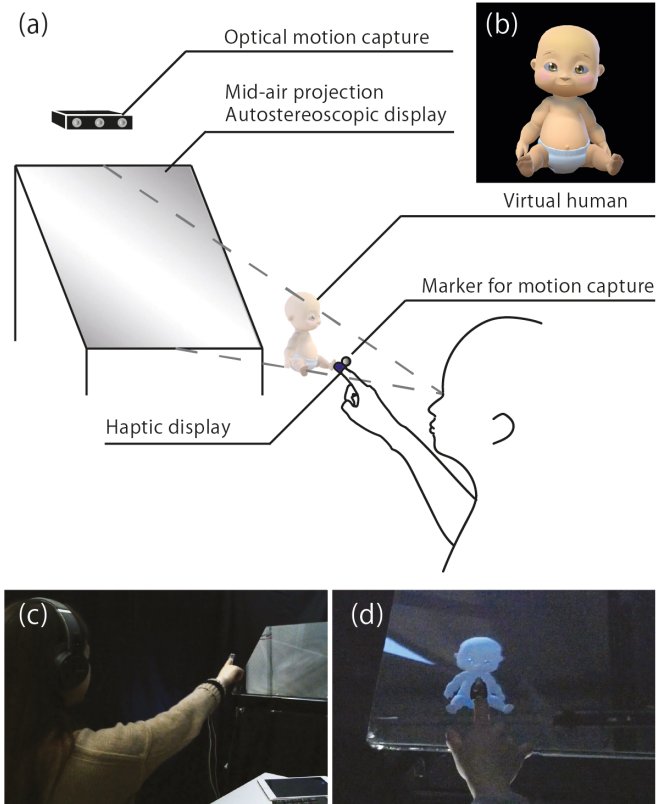 (a)
Optical motion capture
(b)
Mid-air projection
Autostereoscopic display
Virtual human
Marker for motion capture
Haptic display
(c)
(d)